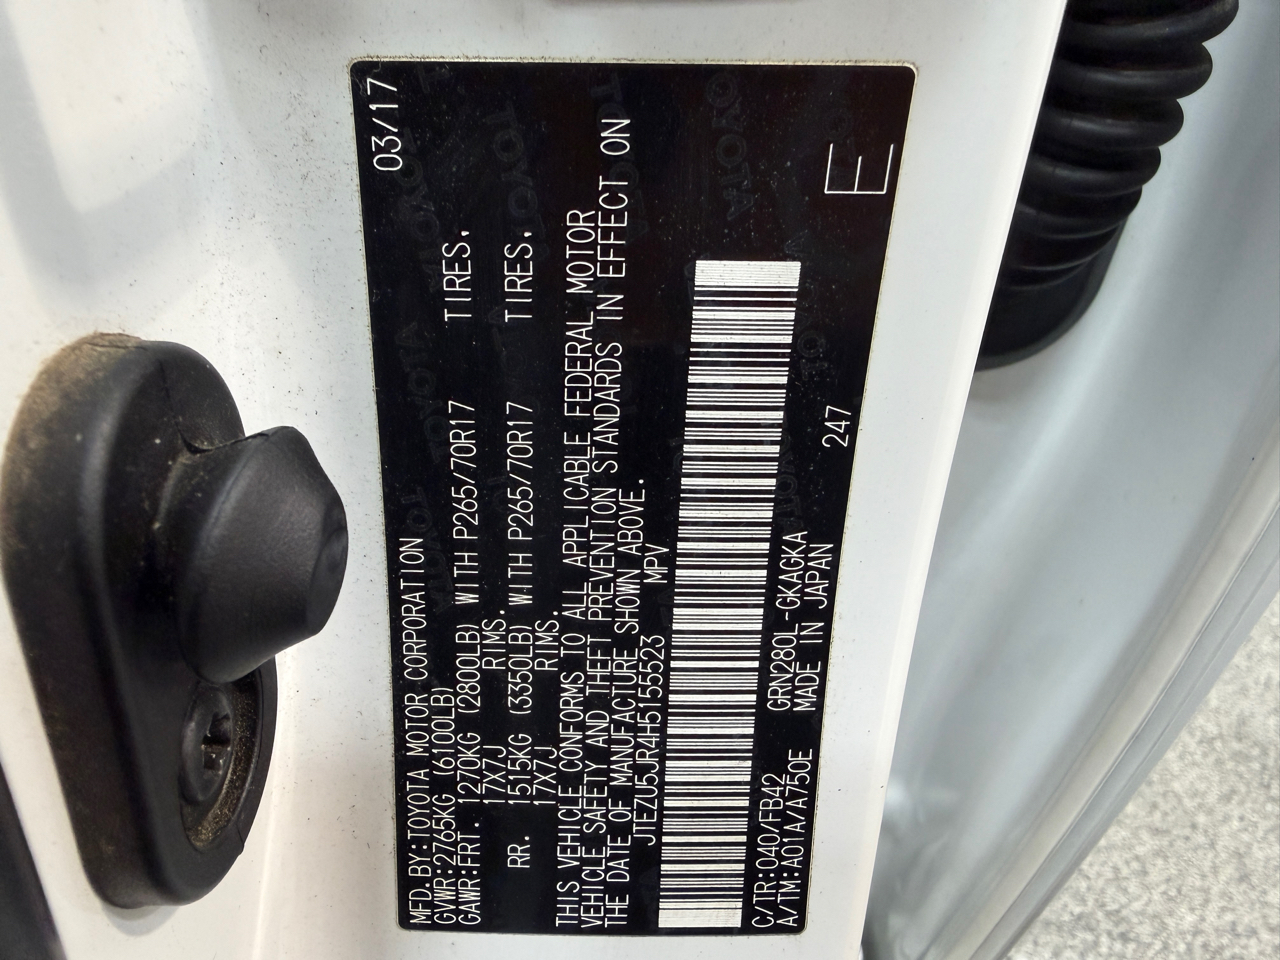 03/17
MFD.BY:TOYOTA MOTOR CORPORATION
GVWR:2765KG (6100LB)
GAWR:FRT. 1270KG (2800LB) WITH P265/70R17 TIRES.
17X7J RIMS.
RR. 1515KG (3350LB) WITH P265/70R17 TIRES.
17X7J RIMS.
THIS VEHICLE CONFORMS TO ALL APPLICABLE FEDERAL MOTOR
VEHICLE SAFETY AND THEFT PREVENTION STANDARDS IN EFFECT ON
THE DATE OF MANUFACTURE SHOWN ABOVE.
JTEZU5JR4H5155523 MPV
C/TR:040/FB42 GRN280L-GKAGKA 247 E
A/TM:A01A/A750E MADE IN JAPAN